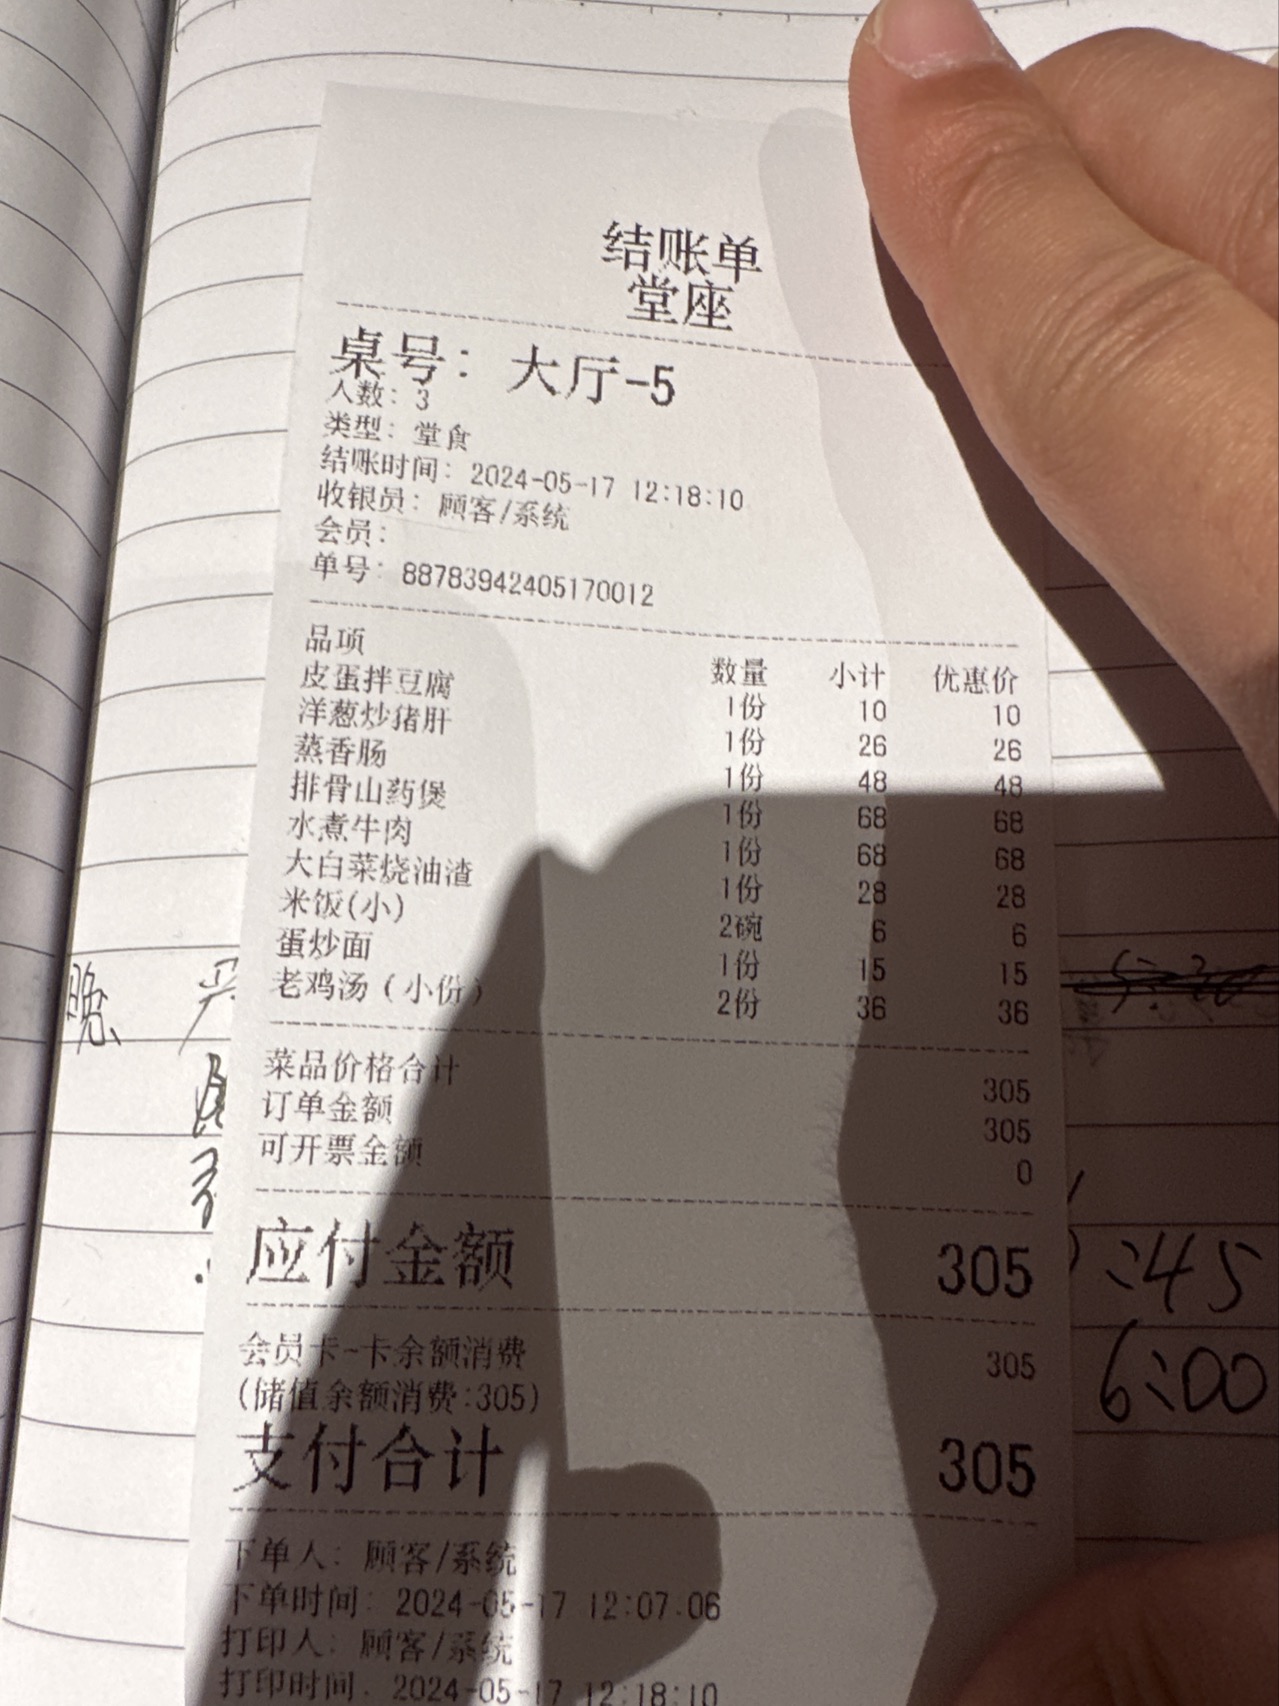 结账单
堂座
桌号: 大厅-5
人数: 3
类型: 堂食
结账时间: 2024-05-17 12:18:10
收银员: 顾客/系统
会员:
单号: 88783942405170012
品项 数量 小计 优惠价
皮蛋拌豆腐 1份 10 10
洋葱炒猪肝 1份 26 26
蒸香肠 1份 48 48
排骨山药煲 1份 68 68
水煮牛肉 1份 68 68
大白菜烧油渣 1份 28 28
米饭(小) 2碗 6 6
蛋炒面 1份 15 15
老鸡汤(小份) 2份 36 36
菜品价格合计 305
订单金额 305
可开票金额 0
应付金额 305
会员卡-卡余额消费 305
(储值余额消费:305)
支付合计 305
下单人: 顾客/系统
下单时间: 2024-05-17 12:07:06
打印人: 顾客/系统
打印时间: 2024-05-17 12:18:10
晚
:45
6:00